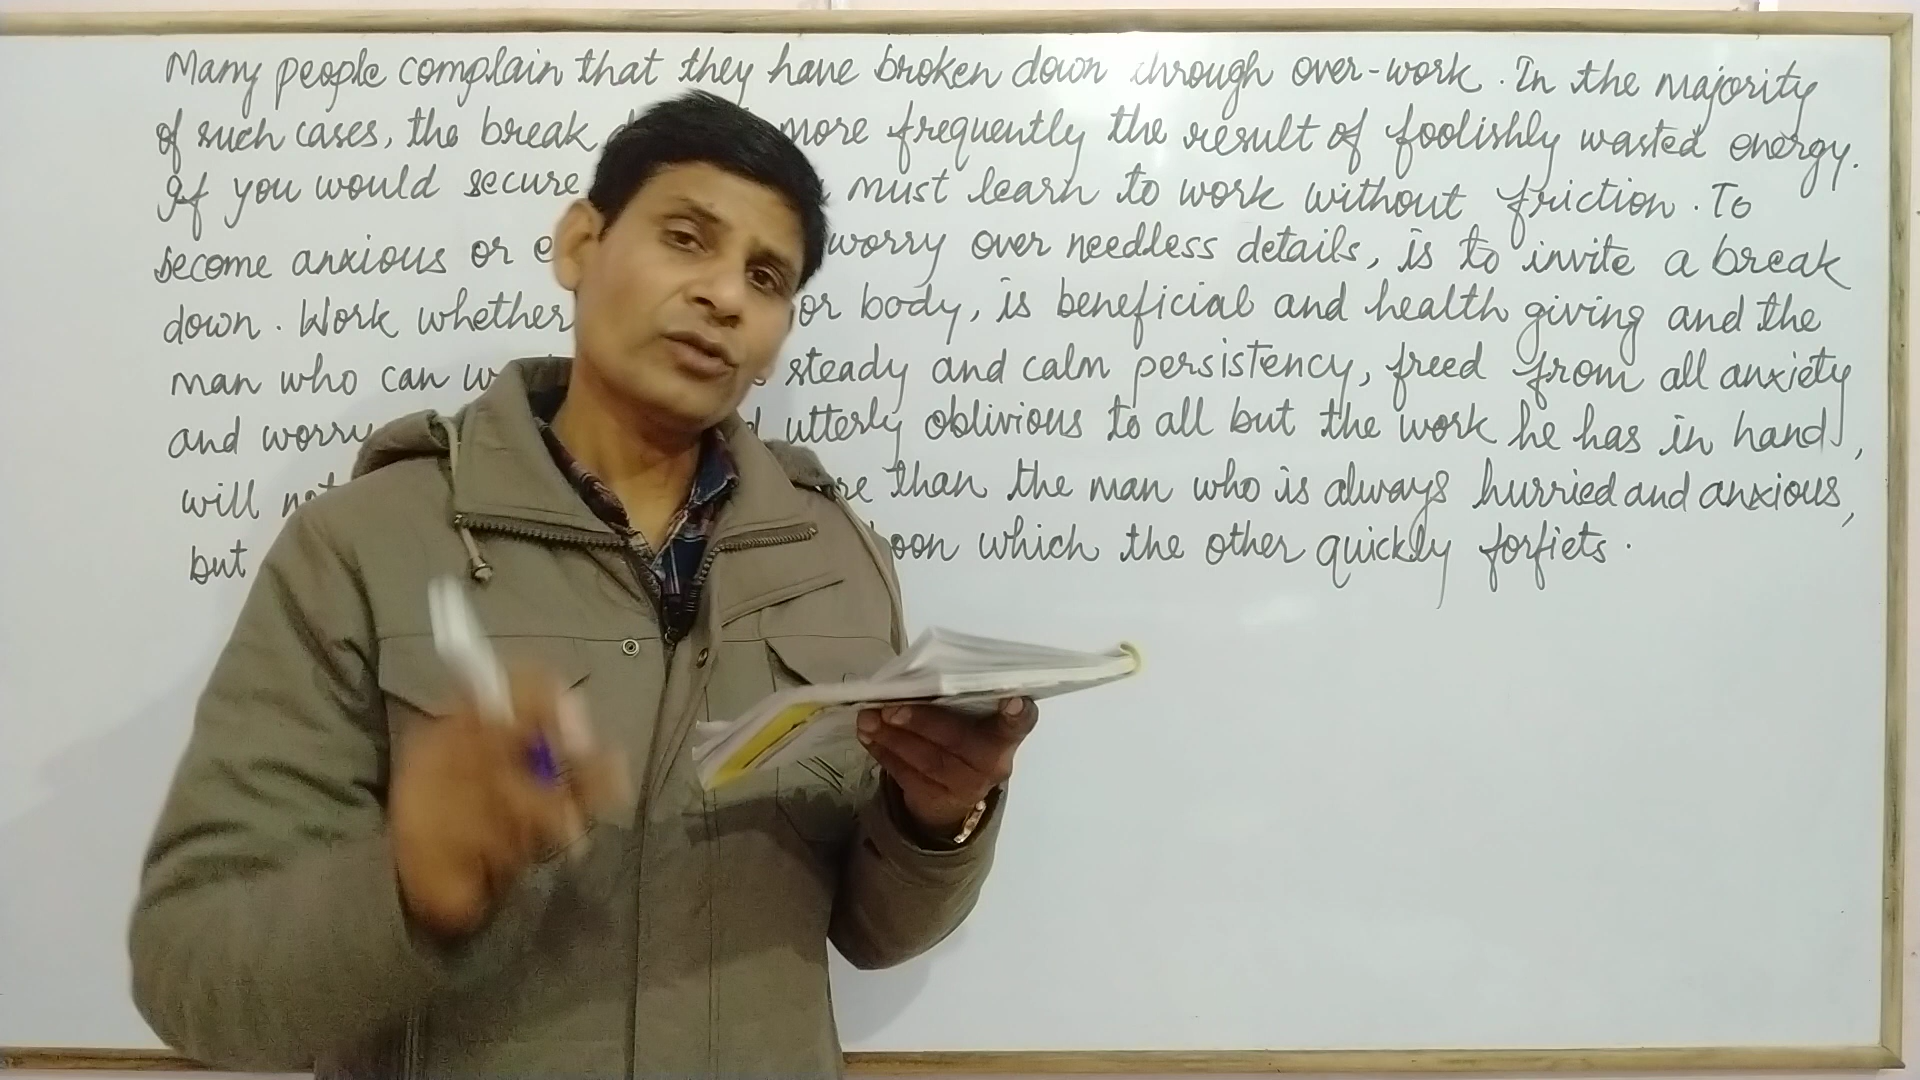 Many people complain that they have broken down through over-work. In the majority
of such cases, the break more frequently the result of foolishly wasted energy.
If you would secure must learn to work without friction. To
become anxious or worry over needless details, is to invite a break
down. Work whether or body, is beneficial and health giving and the
man who can steady and calm persistency, freed from all anxiety
and worry utterly oblivious to all but the work he has in hand,
will not than the man who is always hurried and anxious,
but which the other quickly forfiets.